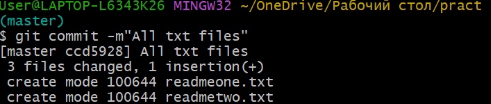 User@LAPTOP-L6343K26 MINGW32 ~/OneDrive/Рабочий стол/pract
(master)
$ git commit -m"All txt files"
[master ccd5928] All txt files
 3 files changed, 1 insertion(+)
 create mode 100644 readmeone.txt
 create mode 100644 readmetwo.txt